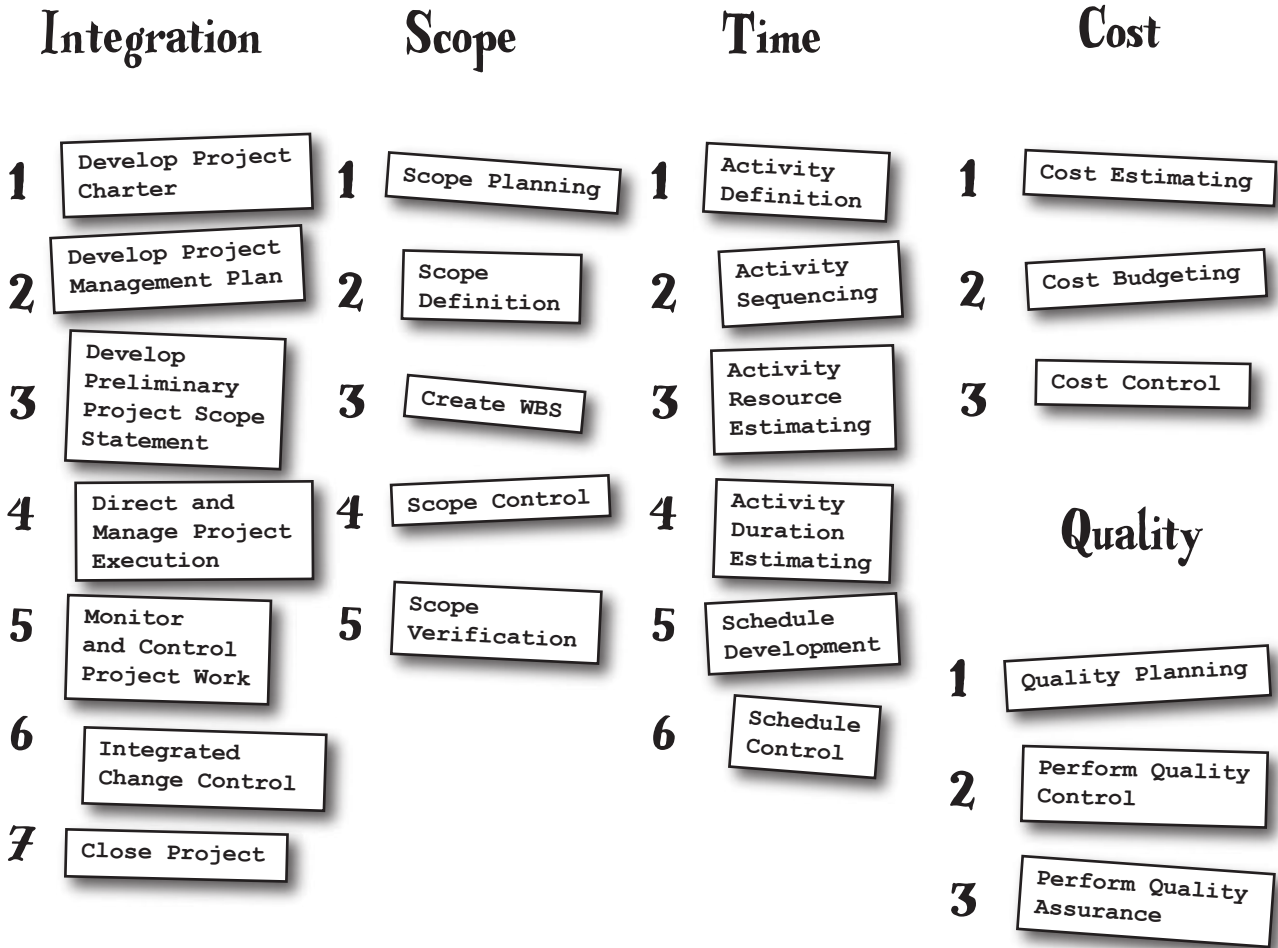 Integration
1
Develop Project
Charter
2
Develop Project
Management Plan
3
Develop
Preliminary
Project Scope
Statement
4
Direct and
Manage Project
Execution
5
Monitor
and Control
Project Work
6
Integrated
Change Control
7
Close Project
Scope
1
Scope Planning
2
Scope
Definition
3
Create WBS
4
Scope Control
5
Scope
Verification
Time
1
Activity
Definition
2
Activity
Sequencing
3
Activity
Resource
Estimating
4
Activity
Duration
Estimating
5
Schedule
Development
6
Schedule
Control
Cost
1
Cost Estimating
2
Cost Budgeting
3
Cost Control
Quality
1
Quality Planning
2
Perform Quality
Control
3
Perform Quality
Assurance